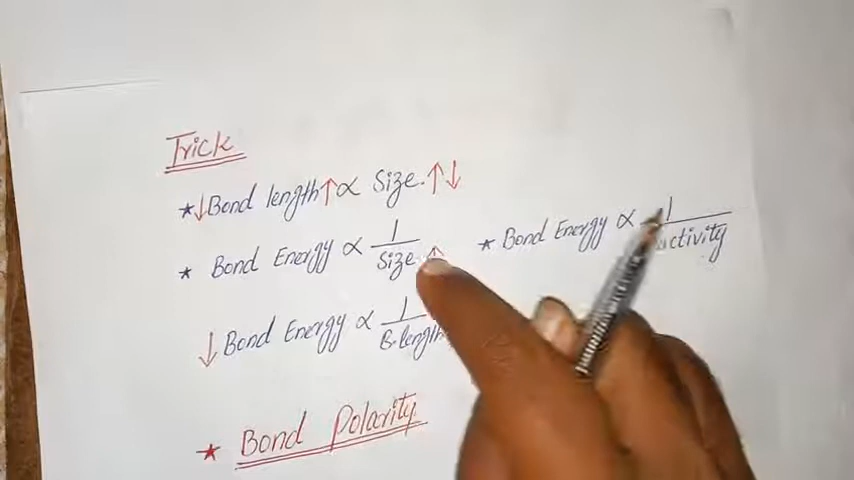 Trick
★ ↓ Bond length ↑ ∝ Size. ↑ ↓
★ Bond Energy ∝ 1/Size ↑
★ Bond Energy ∝ 1/
↓ Bond Energy ∝ 1/B.length
★ Bond Polarity